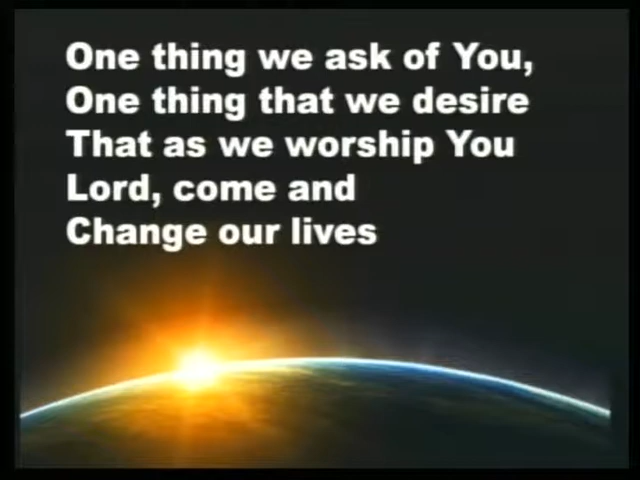 One thing we ask of You,
One thing that we desire
That as we worship You
Lord, come and
Change our lives